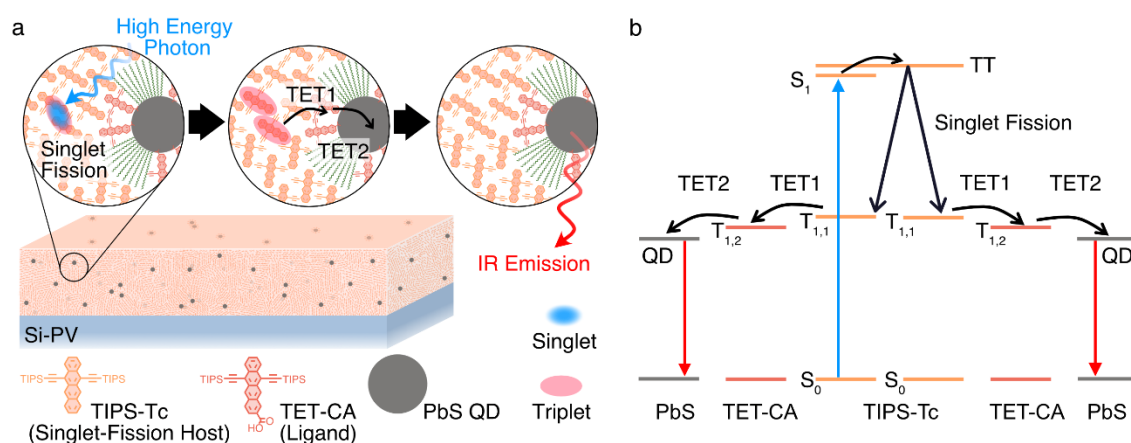 a
High Energy
Photon
Singlet
Fission
TET1
TET2
IR Emission
Si-PV
Singlet
Triplet
TIPS
TIPS
TIPS-Tc
(Singlet-Fission Host)
TIPS
TIPS
O
OH
TET-CA
(Ligand)
PbS QD
b
S1
TT
Singlet Fission
TET2
TET1
TET1
TET2
QD
T1,2
T1,1
T1,1
T1,2
QD
S0
S0
PbS
TET-CA
TIPS-Tc
TET-CA
PbS